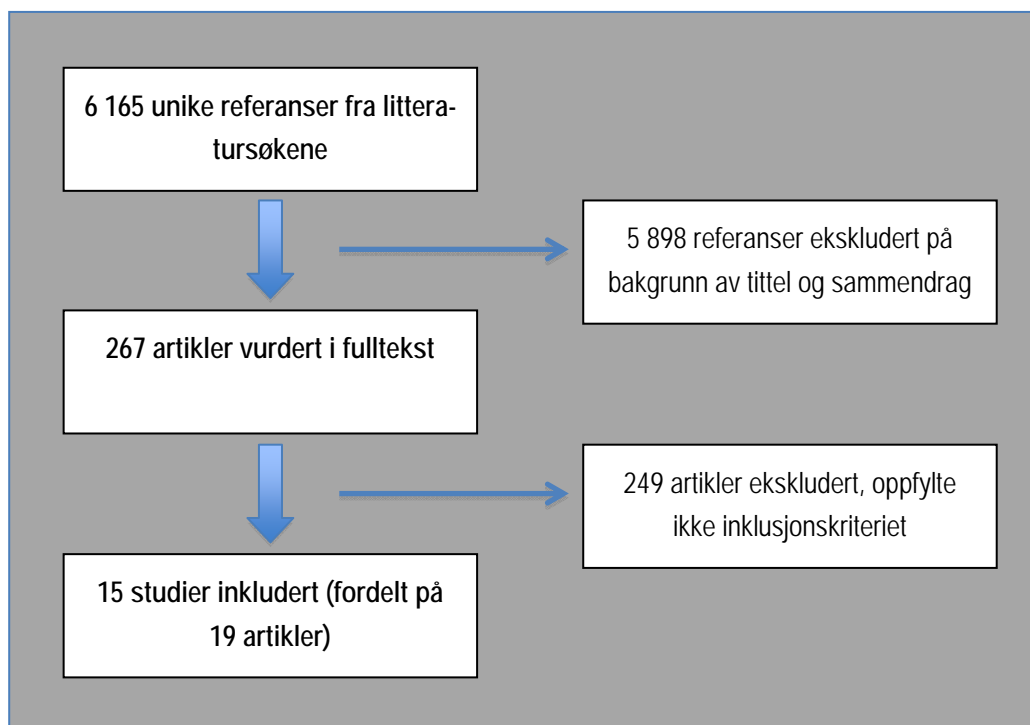 6 165 unike referanser fra littera-
tursøkene
5 898 referanser ekskludert på
bakgrunn av tittel og sammendrag
267 artikler vurdert i fulltekst
249 artikler ekskludert, oppfylte
ikke inklusjonskriteriet
15 studier inkludert (fordelt på
19 artikler)